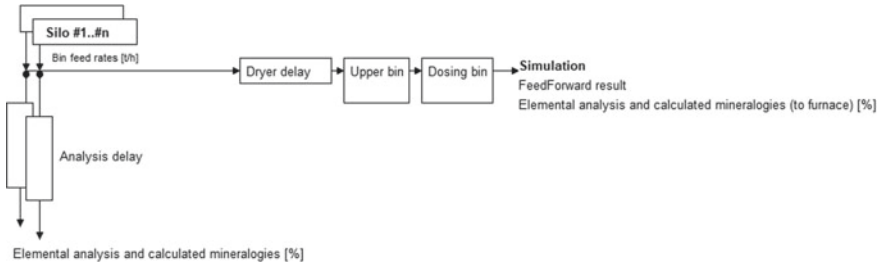 Silo #1..#n
Bin feed rates [t/h]
Dryer delay
Upper bin
Dosing bin
Simulation
FeedForward result
Elemental analysis and calculated mineralogies (to furnace) [%]
Analysis delay
Elemental analysis and calculated mineralogies [%]